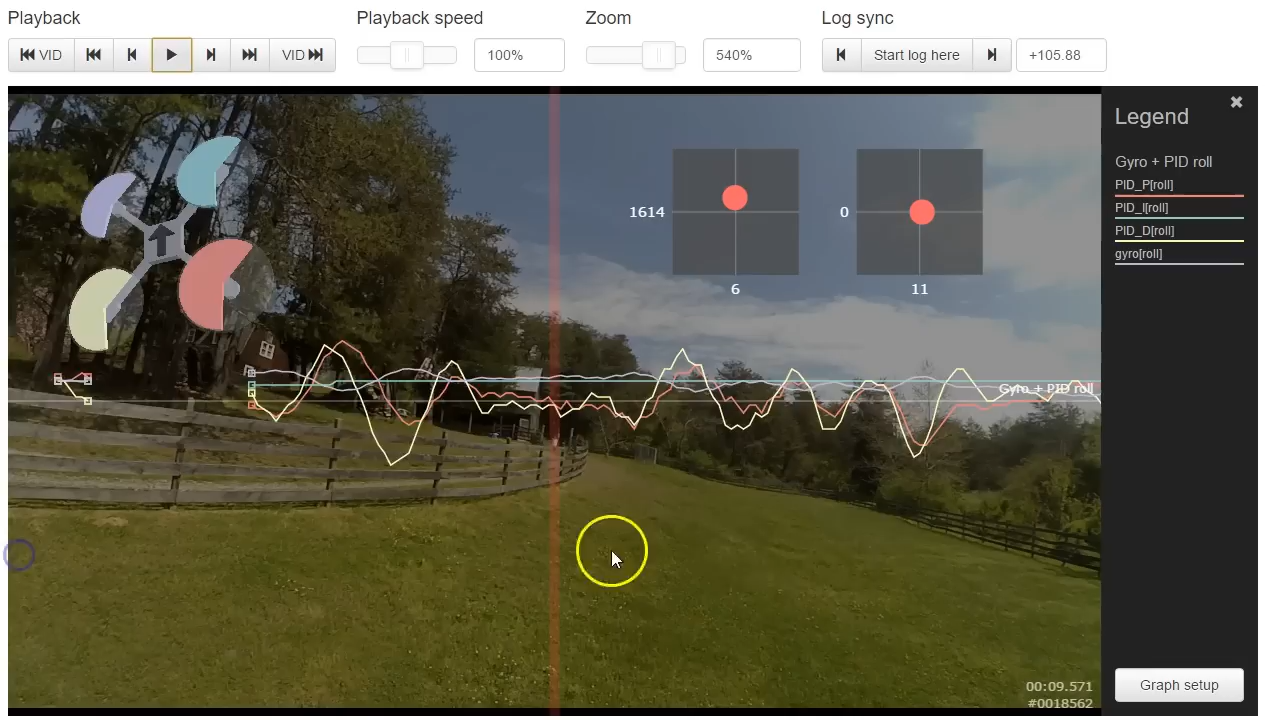 Playback
Playback speed
Zoom
Log sync
VID
VID
100%
540%
Start log here
+105.88
Legend
Gyro + PID roll
PID_P[roll]
PID_I[roll]
PID_D[roll]
gyro[roll]
1614
6
0
11
Gyro + PID roll
00:09.571
#0018562
Graph setup